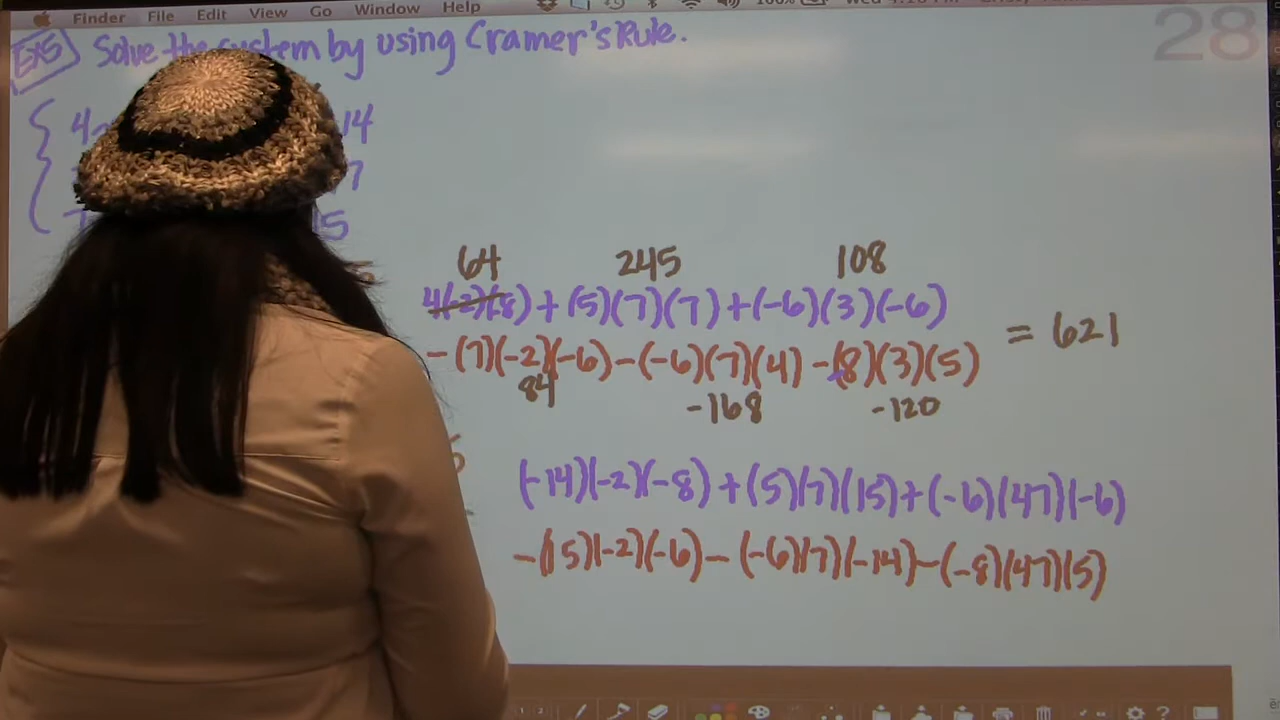 Finder File Edit View Go Window Help
28
EX5 Solve the system by using Cramer's Rule.
14
7
15
64 245 108
4(-2)(-8) + (5)(7)(7) + (-6)(3)(-6)
- (7)(-2)(-6) - (-6)(7)(4) - (-8)(3)(5) = 621
84 -168 -120
(-14)(-2)(-8) + (5)(7)(15) + (-6)(47)(-6)
- (15)(-2)(-6) - (-6)(7)(-14) - (-8)(47)(5)